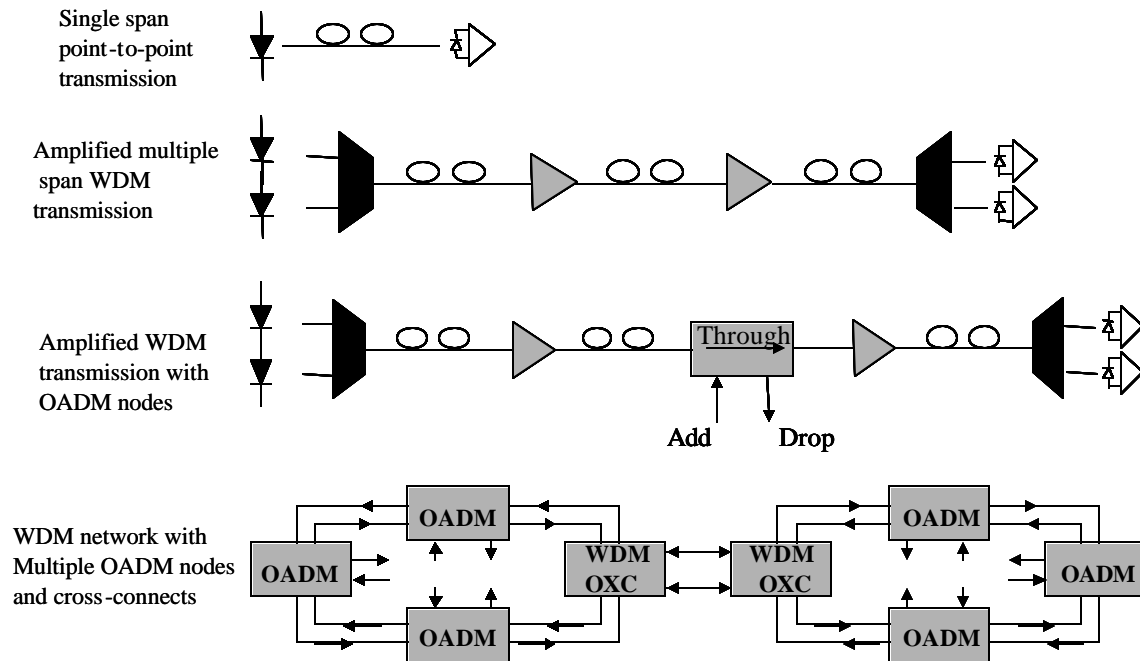 Single span
point-to-point
transmission
Amplified multiple
span WDM
transmission
Amplified WDM
transmission with
OADM nodes
Through
Add
Drop
WDM network with
Multiple OADM nodes
and cross-connects
OADM
OADM
OADM
WDM
OXC
WDM
OXC
OADM
OADM
OADM